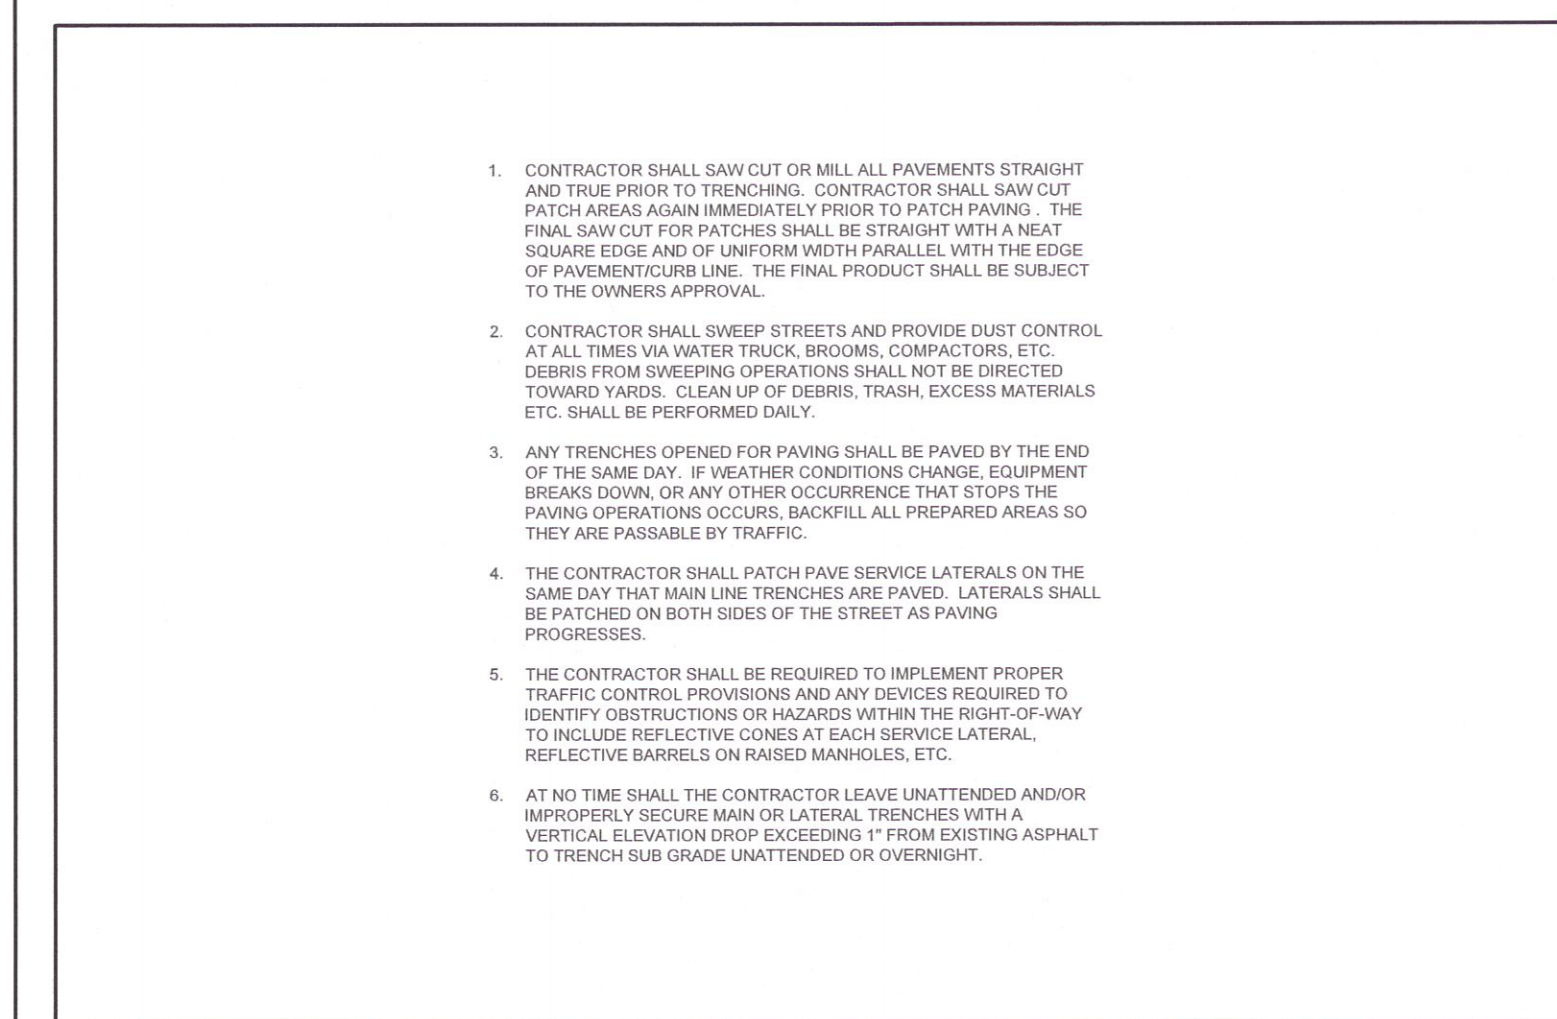 1. CONTRACTOR SHALL SAW CUT OR MILL ALL PAVEMENTS STRAIGHT
AND TRUE PRIOR TO TRENCHING. CONTRACTOR SHALL SAW CUT
PATCH AREAS AGAIN IMMEDIATELY PRIOR TO PATCH PAVING . THE
FINAL SAW CUT FOR PATCHES SHALL BE STRAIGHT WITH A NEAT
SQUARE EDGE AND OF UNIFORM WIDTH PARALLEL WITH THE EDGE
OF PAVEMENT/CURB LINE. THE FINAL PRODUCT SHALL BE SUBJECT
TO THE OWNERS APPROVAL.
2. CONTRACTOR SHALL SWEEP STREETS AND PROVIDE DUST CONTROL
AT ALL TIMES VIA WATER TRUCK, BROOMS, COMPACTORS, ETC.
DEBRIS FROM SWEEPING OPERATIONS SHALL NOT BE DIRECTED
TOWARD YARDS. CLEAN UP OF DEBRIS, TRASH, EXCESS MATERIALS
ETC. SHALL BE PERFORMED DAILY.
3. ANY TRENCHES OPENED FOR PAVING SHALL BE PAVED BY THE END
OF THE SAME DAY. IF WEATHER CONDITIONS CHANGE, EQUIPMENT
BREAKS DOWN, OR ANY OTHER OCCURRENCE THAT STOPS THE
PAVING OPERATIONS OCCURS, BACKFILL ALL PREPARED AREAS SO
THEY ARE PASSABLE BY TRAFFIC.
4. THE CONTRACTOR SHALL PATCH PAVE SERVICE LATERALS ON THE
SAME DAY THAT MAIN LINE TRENCHES ARE PAVED. LATERALS SHALL
BE PATCHED ON BOTH SIDES OF THE STREET AS PAVING
PROGRESSES.
5. THE CONTRACTOR SHALL BE REQUIRED TO IMPLEMENT PROPER
TRAFFIC CONTROL PROVISIONS AND ANY DEVICES REQUIRED TO
IDENTIFY OBSTRUCTIONS OR HAZARDS WITHIN THE RIGHT-OF-WAY
TO INCLUDE REFLECTIVE CONES AT EACH SERVICE LATERAL,
REFLECTIVE BARRELS ON RAISED MANHOLES, ETC.
6. AT NO TIME SHALL THE CONTRACTOR LEAVE UNATTENDED AND/OR
IMPROPERLY SECURE MAIN OR LATERAL TRENCHES WITH A
VERTICAL ELEVATION DROP EXCEEDING 1" FROM EXISTING ASPHALT
TO TRENCH SUB GRADE UNATTENDED OR OVERNIGHT.